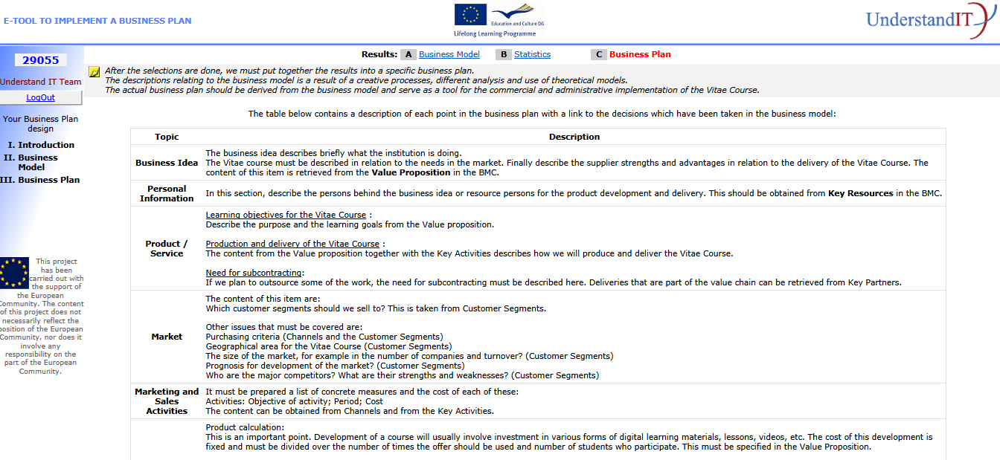 E-TOOL TO IMPLEMENT A BUSINESS PLAN
Education and Culture DG
Lifelong Learning Programme
UnderstandIT
29055
Understand IT Team
LogOut
Your Business Plan
design
I. Introduction
II. Business
Model
III. Business Plan
This project
has been
carried out with
the support of
the European
Community. The content
of this project does not
necessarily reflect the
position of the European
Community, nor does it
involve any
responsibility on the
part of the European
Community.
Results: A Business Model B Statistics C Business Plan
After the selections are done, we must put together the results into a specific business plan.
The descriptions relating to the business model is a result of a creative processes, different analysis and use of theoretical models.
The actual business plan should be derived from the business model and serve as a tool for the commercial and administrative implementation of the Vitae Course.
The table below contains a description of each point in the business plan with a link to the decisions which have been taken in the business model:
Topic Description
Business Idea
The business idea describes briefly what the institution is doing.
The Vitae course must be described in relation to the needs in the market. Finally describe the supplier strengths and advantages in relation to the delivery of the Vitae Course. The
content of this item is retrieved from the Value Proposition in the BMC.
Personal
Information
In this section, describe the persons behind the business idea or resource persons for the product development and delivery. This should be obtained from Key Resources in the BMC.
Product /
Service
Learning objectives for the Vitae Course :
Describe the purpose and the learning goals from the Value proposition.
Production and delivery of the Vitae Course :
The content from the Value proposition together with the Key Activities describes how we will produce and deliver the Vitae Course.
Need for subcontracting:
If we plan to outsource some of the work, the need for subcontracting must be described here. Deliveries that are part of the value chain can be retrieved from Key Partners.
Market
The content of this item are:
Which customer segments should we sell to? This is taken from Customer Segments.
Other issues that must be covered are:
Purchasing criteria (Channels and the Customer Segments)
Geographical area for the Vitae Course (Customer Segments)
The size of the market, for example in the number of companies and turnover? (Customer Segments)
Prognosis for development of the market? (Customer Segments)
Who are the major competitors? What are their strengths and weaknesses? (Customer Segments)
Marketing and
Sales
Activities
It must be prepared a list of concrete measures and the cost of each of these:
Activities: Objective of activity; Period; Cost
The content can be obtained from Channels and from the Key Activities.
Product calculation:
This is an important point. Development of a course will usually involve investment in various forms of digital learning materials, lessons, videos, etc. The cost of this development is
fixed and must be divided over the number of times the offer should be used and number of students who participate. This must be specified in the Value Proposition.